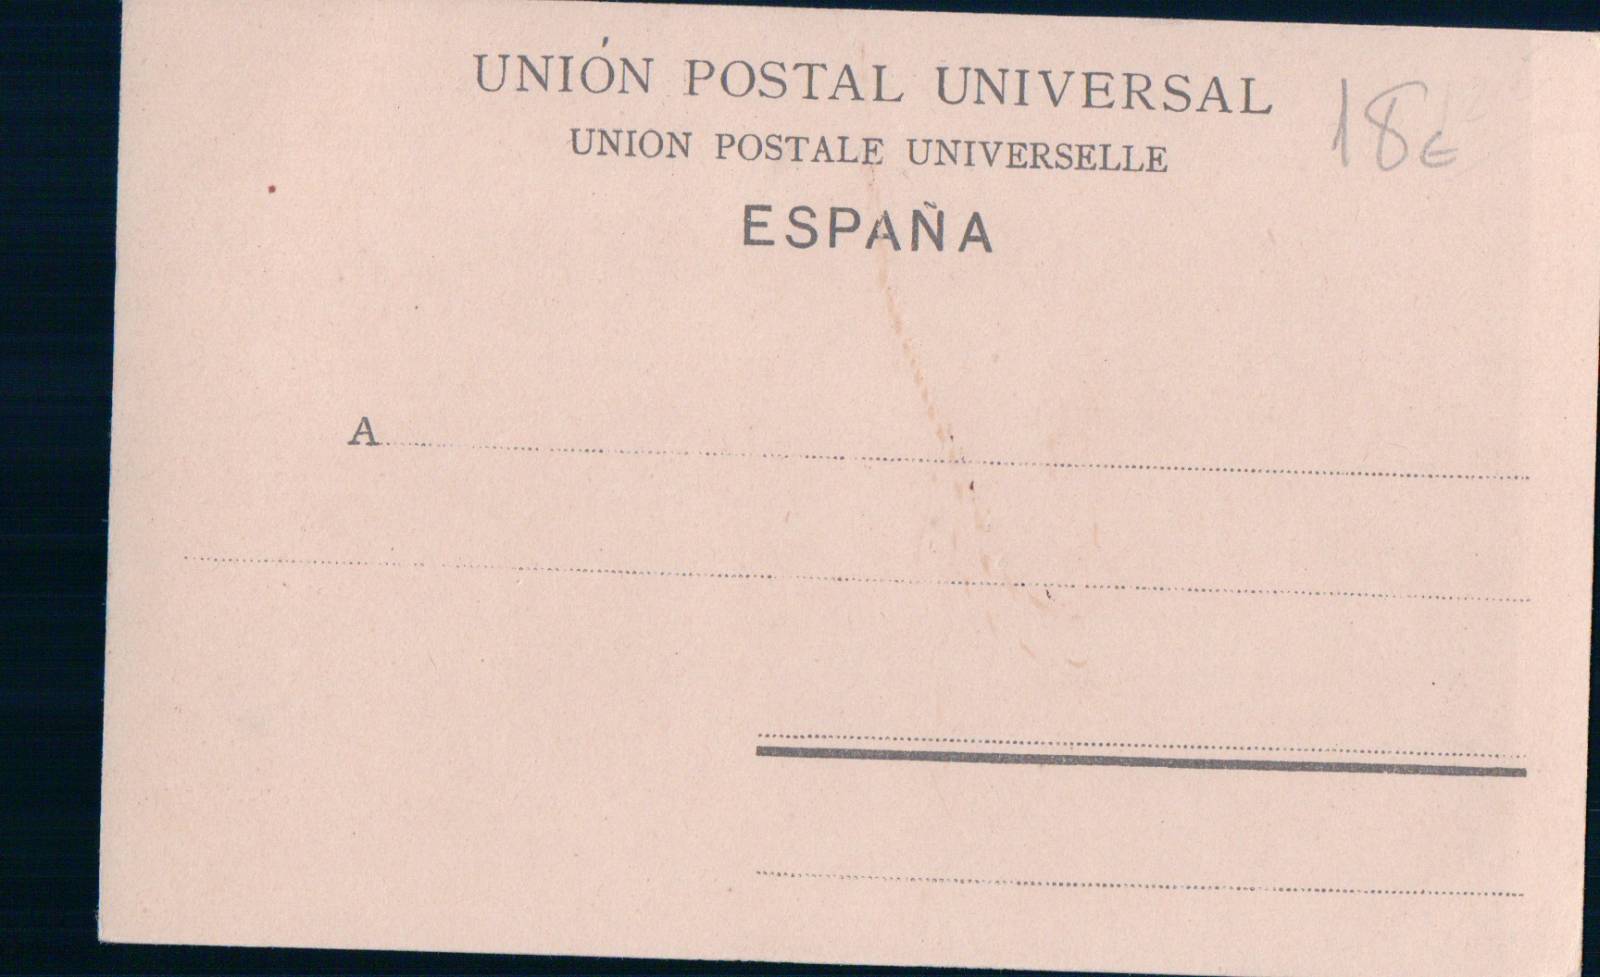 UNIÓN POSTAL UNIVERSAL
UNION POSTALE UNIVERSELLE
ESPAÑA
18€
A